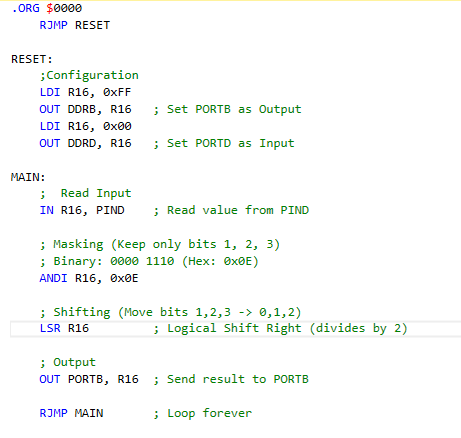 .ORG $0000
RJMP RESET
RESET:
;Configuration
LDI R16, 0xFF
OUT DDRB, R16 ; Set PORTB as Output
LDI R16, 0x00
OUT DDRD, R16 ; Set PORTD as Input
MAIN:
; Read Input
IN R16, PIND ; Read value from PIND
; Masking (Keep only bits 1, 2, 3)
; Binary: 0000 1110 (Hex: 0x0E)
ANDI R16, 0x0E
; Shifting (Move bits 1,2,3 -> 0,1,2)
LSR R16 ; Logical Shift Right (divides by 2)
; Output
OUT PORTB, R16 ; Send result to PORTB
RJMP MAIN ; Loop forever